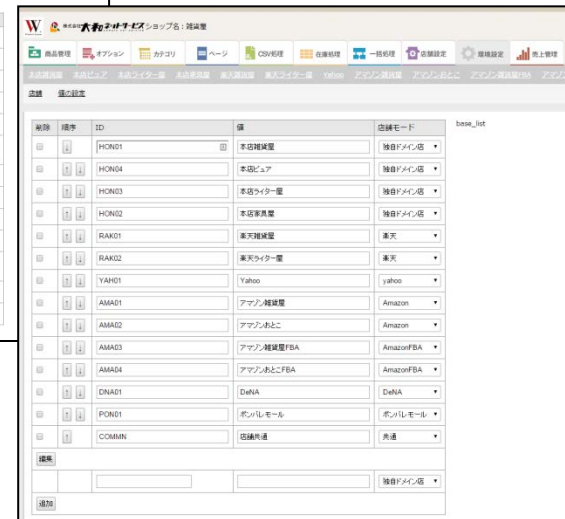 ショップ名：雑貨屋
商品管理 オプション カテゴリ ページ CSV処理 在庫処理 一括処理 店舗設定 環境設定 売上管理
本店雑貨屋 本店ピュア 本店ライター屋 本店家具屋 楽天雑貨屋 楽天ライター屋 Yahoo アマゾン雑貨屋 アマゾンおとこ アマゾン雑貨屋FBA
店舗 値の設定
削除 順序 ID 値 店舗モード base_list
↓ HON01 本店雑貨屋 独自ドメイン店
↑ ↓ HON04 本店ピュア 独自ドメイン店
↑ ↓ HON03 本店ライター屋 独自ドメイン店
↑ ↓ HON02 本店家具屋 独自ドメイン店
↑ ↓ RAK01 楽天雑貨屋 楽天
↑ ↓ RAK02 楽天ライター屋 楽天
↑ ↓ YAH01 Yahoo yahoo
↑ ↓ AMA01 アマゾン雑貨屋 Amazon
↑ ↓ AMA02 アマゾンおとこ Amazon
↑ ↓ AMA03 アマゾン雑貨屋FBA AmazonFBA
↑ ↓ AMA04 アマゾンおとこFBA AmazonFBA
↑ ↓ DNA01 DeNA DeNA
↑ ↓ PON01 ポンパレモール ポンパレモール
↑ COMMN 店舗共通 共通
編集
独自ドメイン店
追加